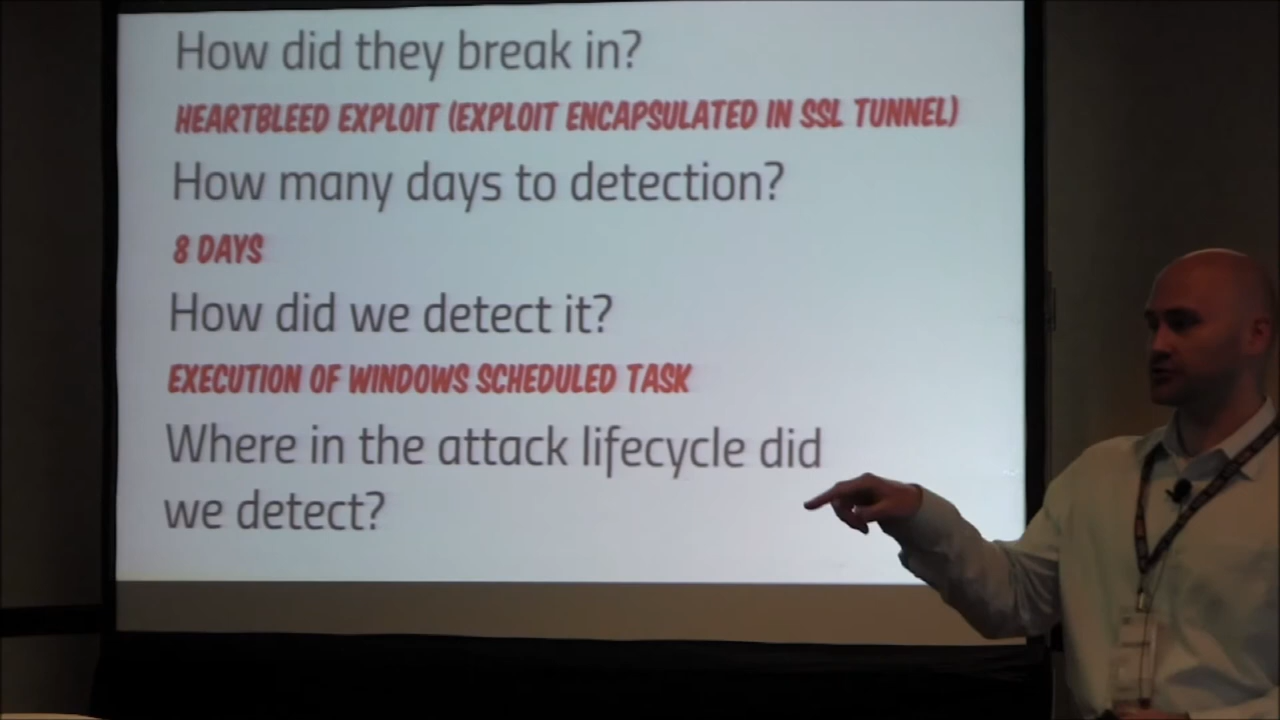 How did they break in?
HEARTBLEED EXPLOIT (EXPLOIT ENCAPSULATED IN SSL TUNNEL)
How many days to detection?
8 DAYS
How did we detect it?
EXECUTION OF WINDOWS SCHEDULED TASK
Where in the attack lifecycle did
we detect?